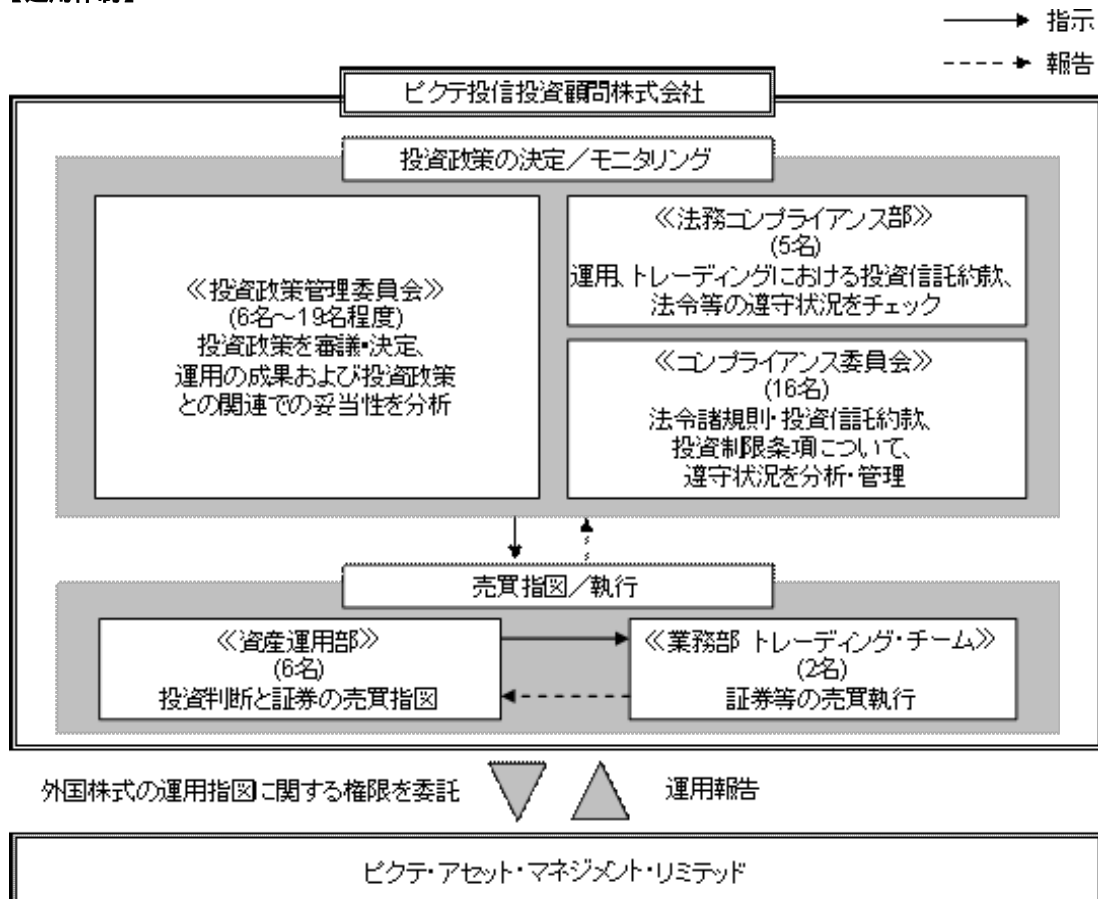 指示
報告
ピクテ投信投資顧問株式会社
投資政策の決定／モニタリング
≪投資政策管理委員会≫
(6名～19名程度)
投資政策を審議・決定、
運用の成果および投資政策
との関連での妥当性を分析
≪法務コンプライアンス部≫
(5名)
運用、トレーディングにおける投資信託約款、
法令等の遵守状況をチェック
≪コンプライアンス委員会≫
(16名)
法令諸規則・投資信託約款、
投資制限条項について、
遵守状況を分析・管理
売買指図／執行
≪資産運用部≫
(6名)
投資判断と証券の売買指図
≪業務部 トレーディング・チーム≫
(2名)
証券等の売買執行
外国株式の運用指図に関する権限を委託
運用報告
ピクテ・アセット・マネジメント・リミテッド